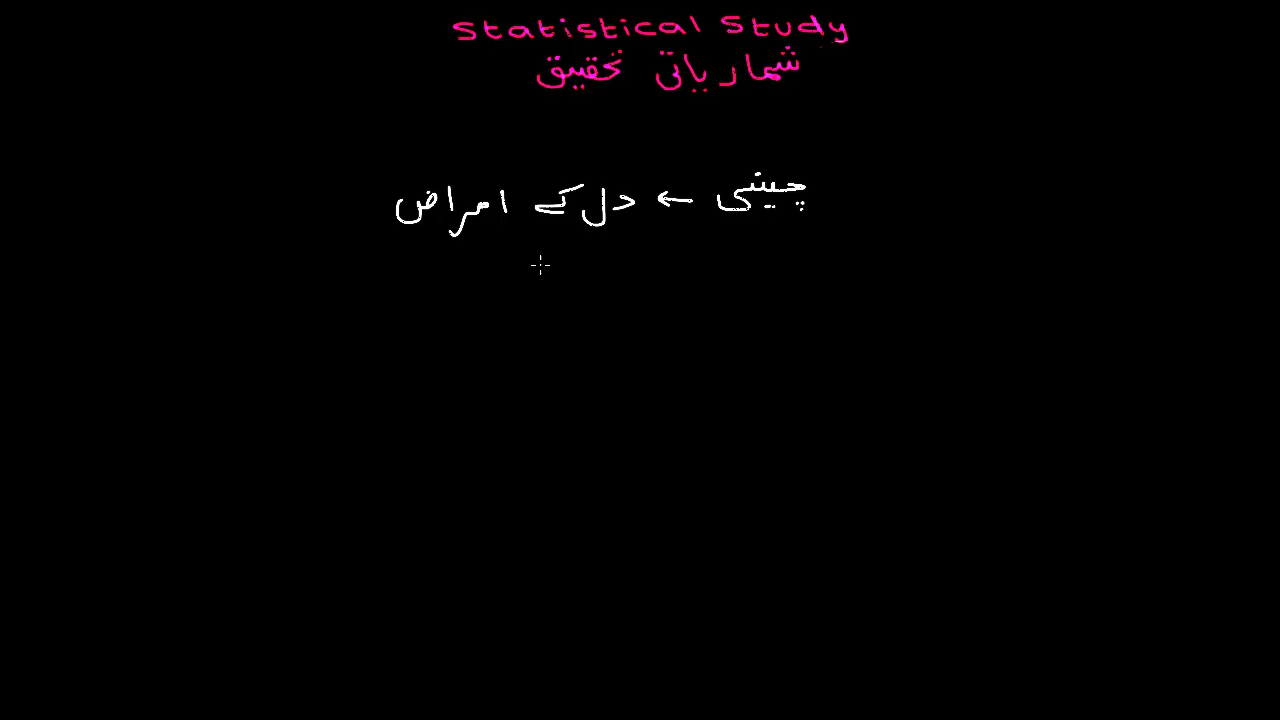 Statistical Study
شماریاتی تحقیق
چینی ← دل کے امراض